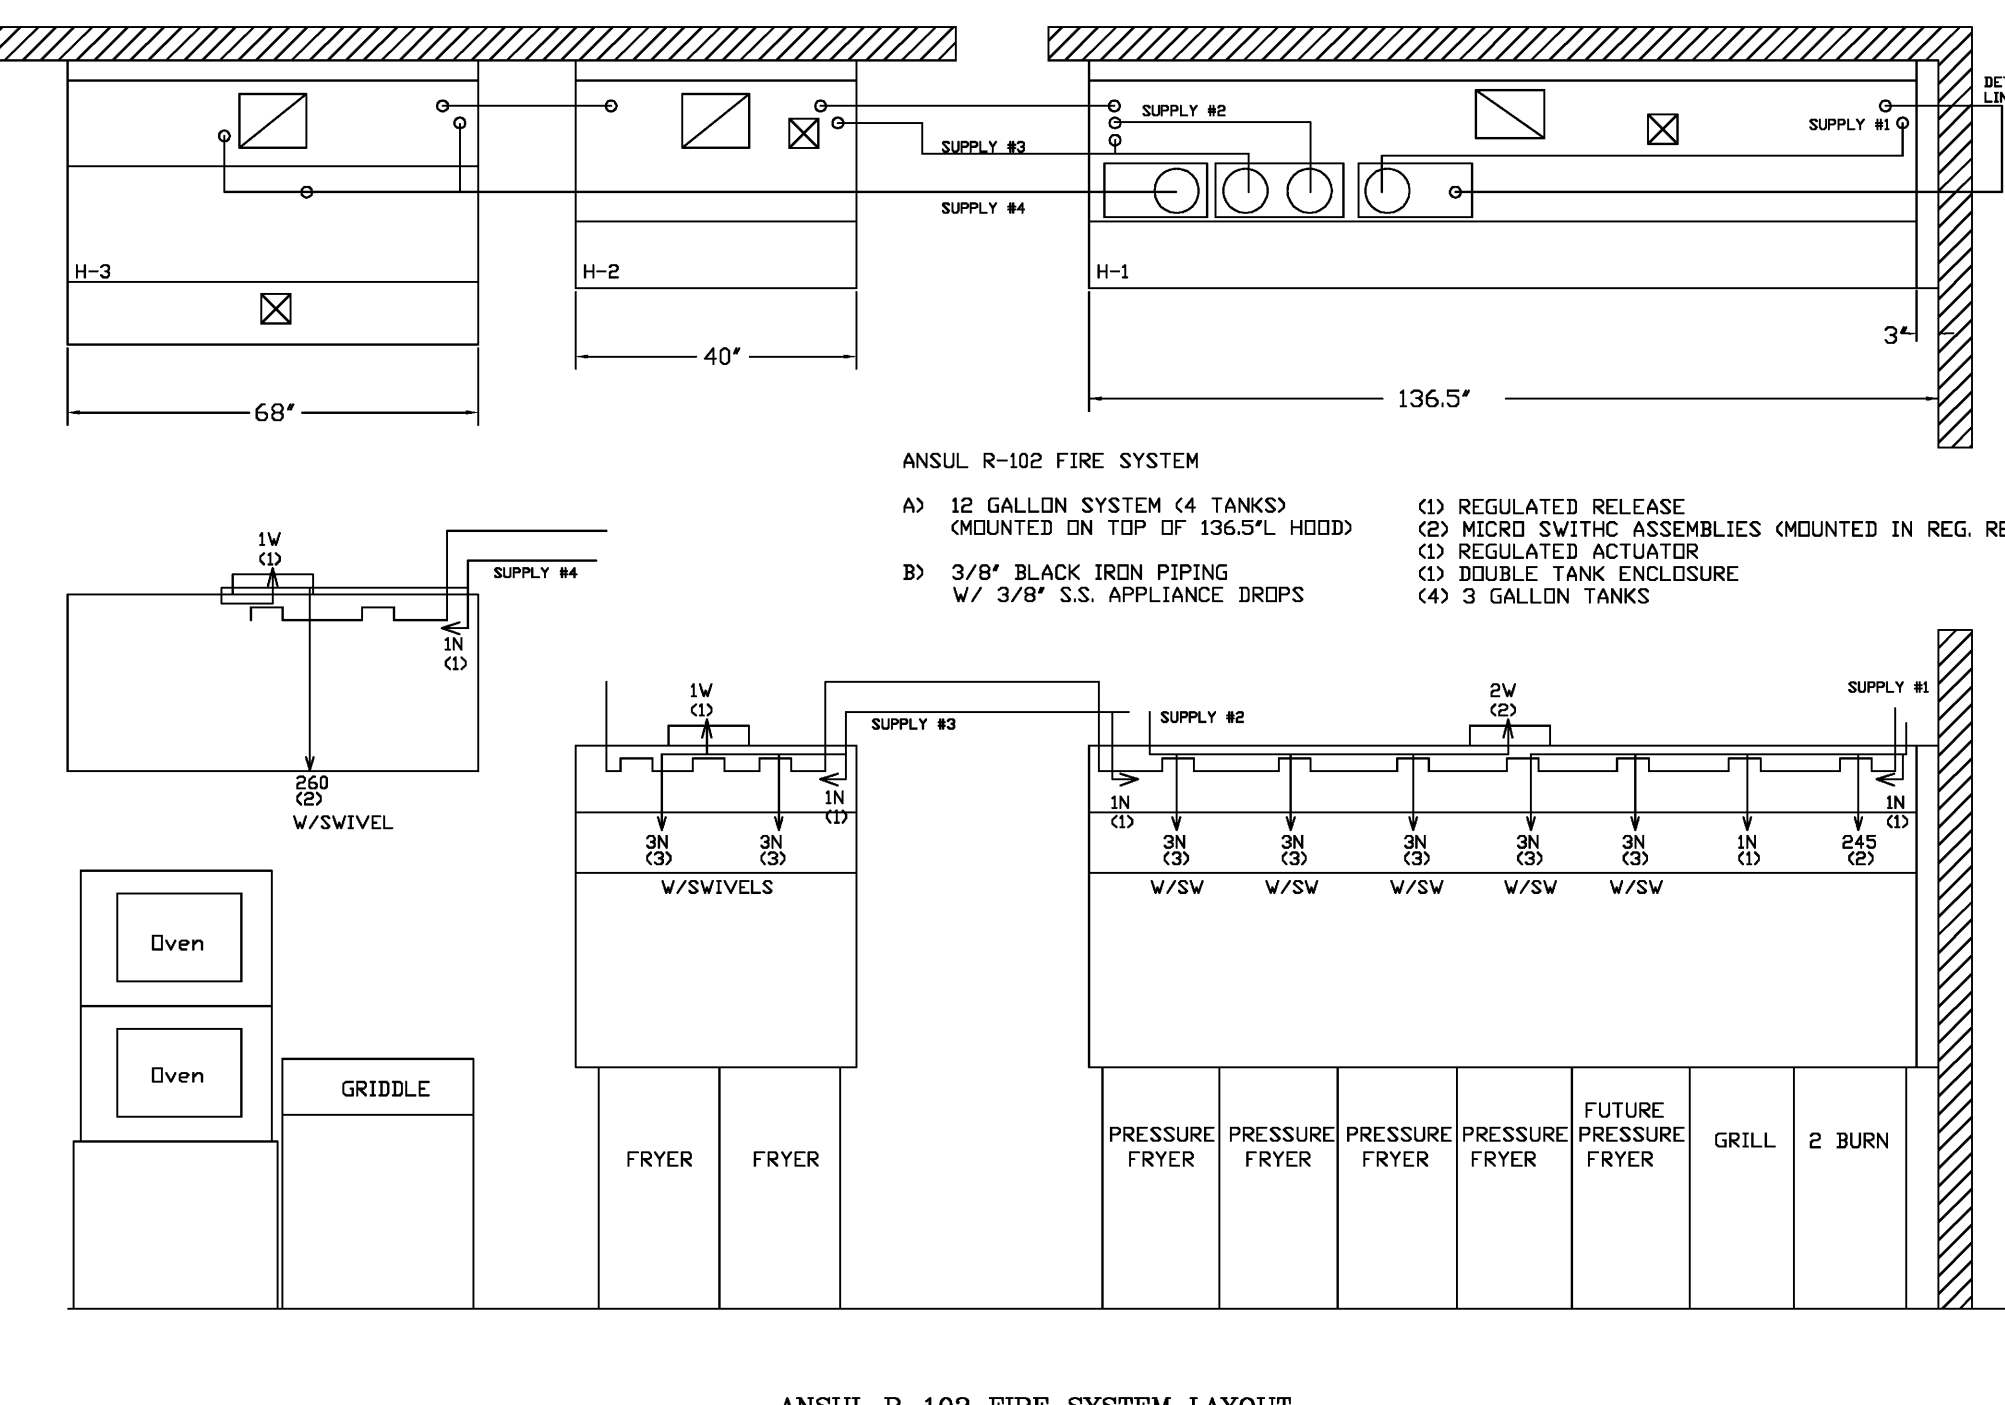 DE
LIN
SUPPLY #2
SUPPLY #1
SUPPLY #3
SUPPLY #4
H-3
H-2
H-1
3"
40"
136.5"
68"
ANSUL R-102 FIRE SYSTEM
A) 12 GALLON SYSTEM (4 TANKS)
(MOUNTED ON TOP OF 136.5"L HOOD)
B) 3/8" BLACK IRON PIPING
W/ 3/8" S.S. APPLIANCE DROPS
(1) REGULATED RELEASE
(2) MICRO SWITHC ASSEMBLIES (MOUNTED IN REG. RE
(1) REGULATED ACTUATOR
(1) DOUBLE TANK ENCLOSURE
(4) 3 GALLON TANKS
1W
(1)
SUPPLY #4
1N
(1)
260
(2)
W/SWIVEL
1W
(1)
SUPPLY #3
1N
(1)
3N
(3)
3N
(3)
W/SWIVELS
SUPPLY #2
2W
(2)
SUPPLY #1
1N
(1)
1N
(1)
3N 3N 3N 3N 3N 1N 245
(3) (3) (3) (3) (3) (1) (2)
W/SW W/SW W/SW W/SW W/SW
Oven
Oven
GRIDDLE
FRYER
FRYER
PRESSURE
FRYER
PRESSURE
FRYER
PRESSURE
FRYER
PRESSURE
FRYER
FUTURE
PRESSURE
FRYER
GRILL
2 BURN
ANSUL R-102 FIRE SYSTEM LAYOUT